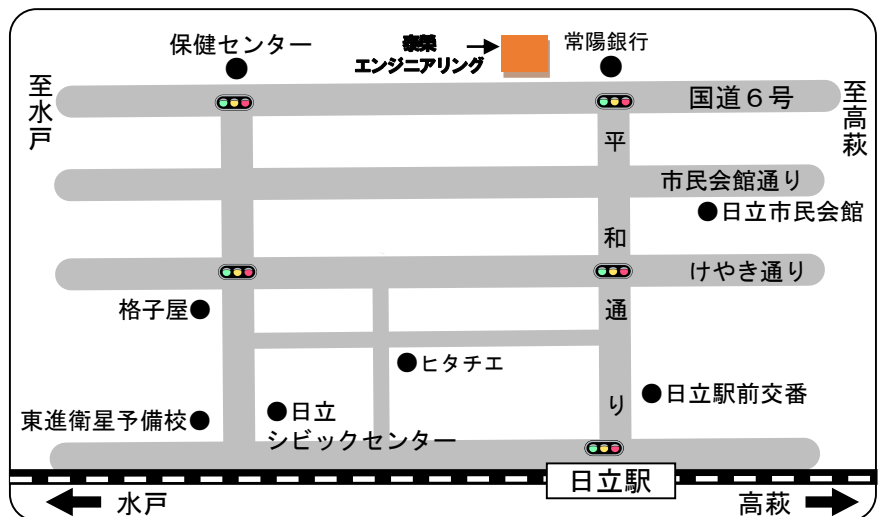 保健センター
泰榮
エンジニアリング
常陽銀行
至水戸
国道６号
至高萩
市民会館通り
日立市民会館
平和通り
けやき通り
格子屋
ヒタチエ
日立駅前交番
東進衛星予備校
日立
シビックセンター
日立駅
水戸
高萩